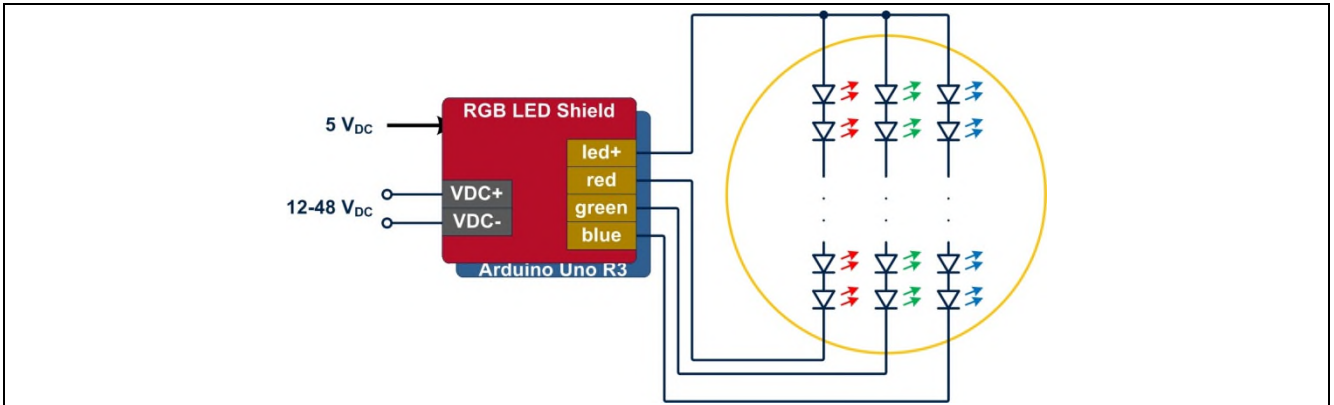 RGB LED Shield
5 VDC
led+
red
VDC+
12-48 VDC
green
VDC-
blue
Arduino Uno R3